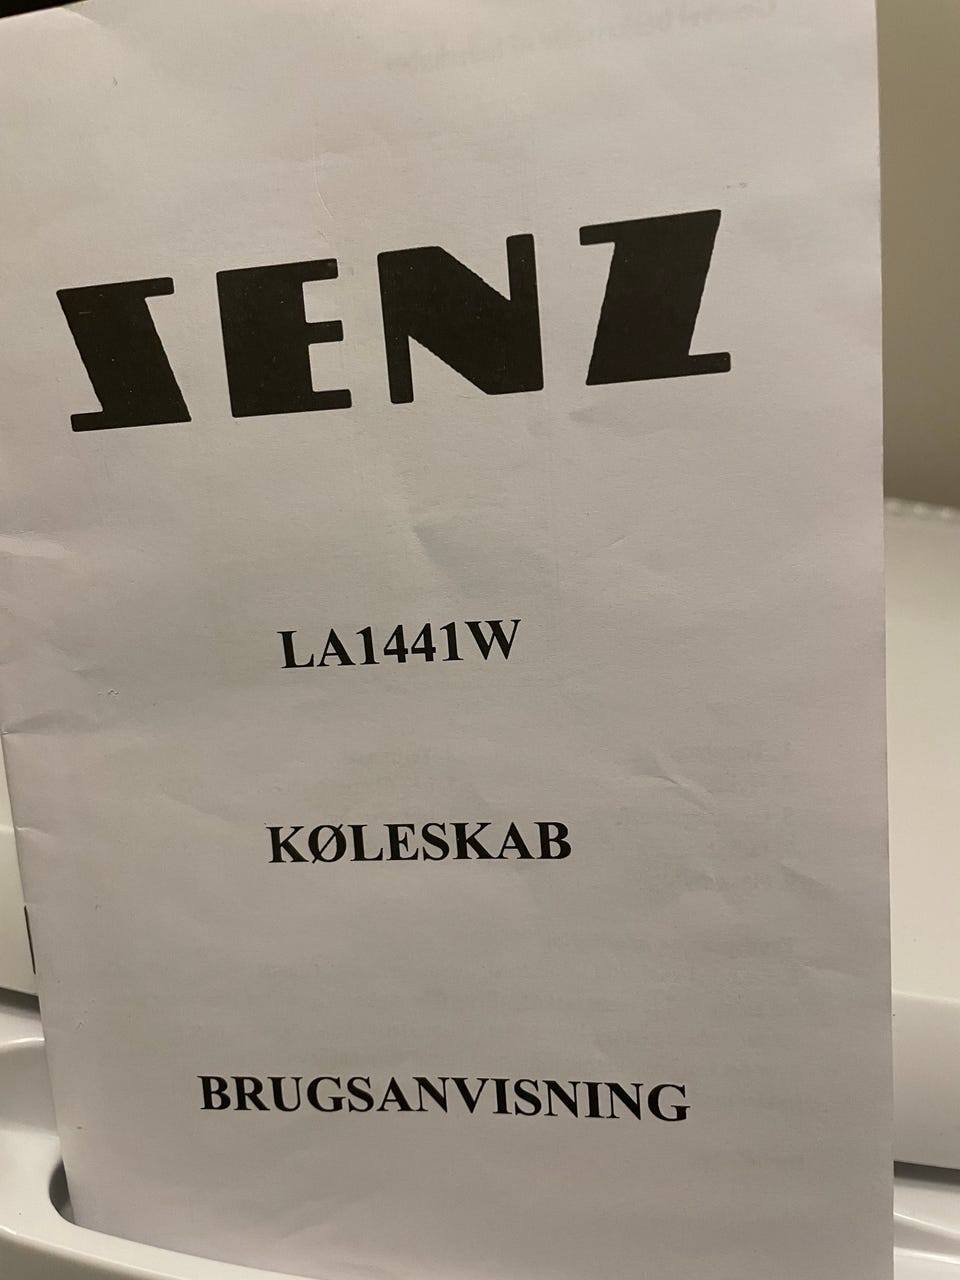 SENZ
LA1441W
KØLESKAB
BRUGSANVISNING